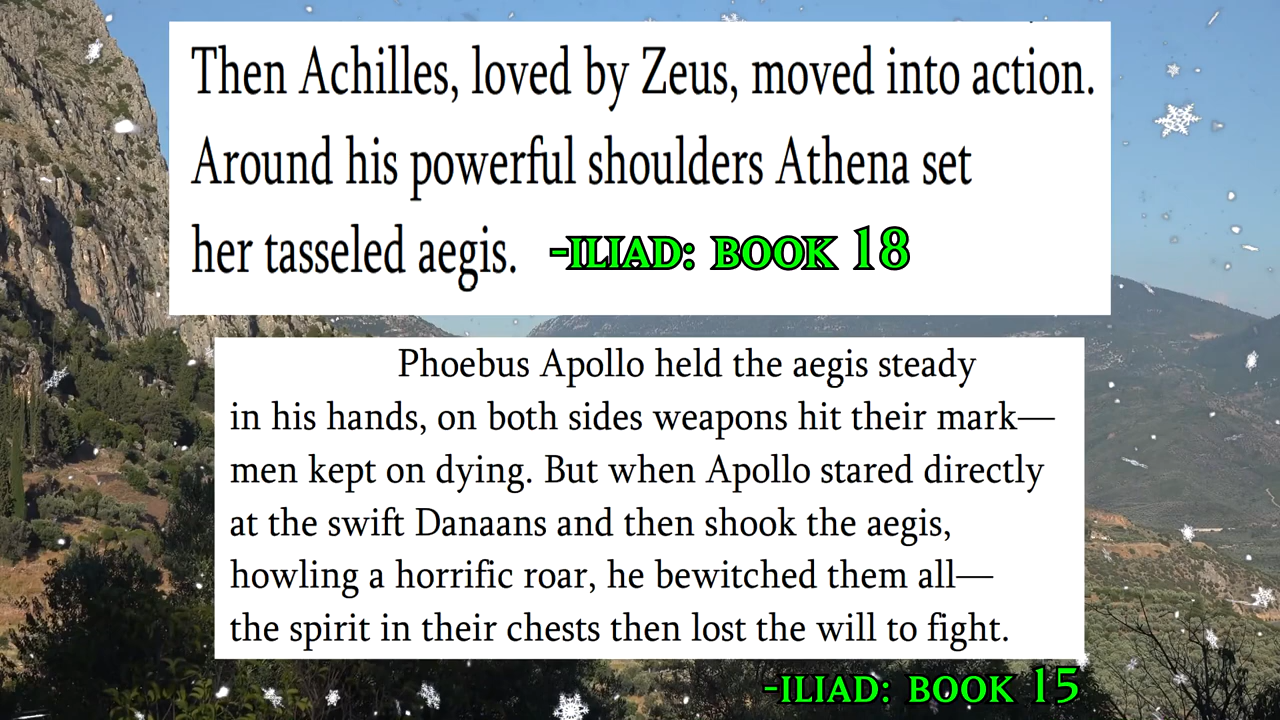 Then Achilles, loved by Zeus, moved into action.
Around his powerful shoulders Athena set
her tasseled aegis. -ILIAD: BOOK 18
Phoebus Apollo held the aegis steady
in his hands, on both sides weapons hit their mark—
men kept on dying. But when Apollo stared directly
at the swift Danaans and then shook the aegis,
howling a horrific roar, he bewitched them all—
the spirit in their chests then lost the will to fight.
-ILIAD: BOOK 15